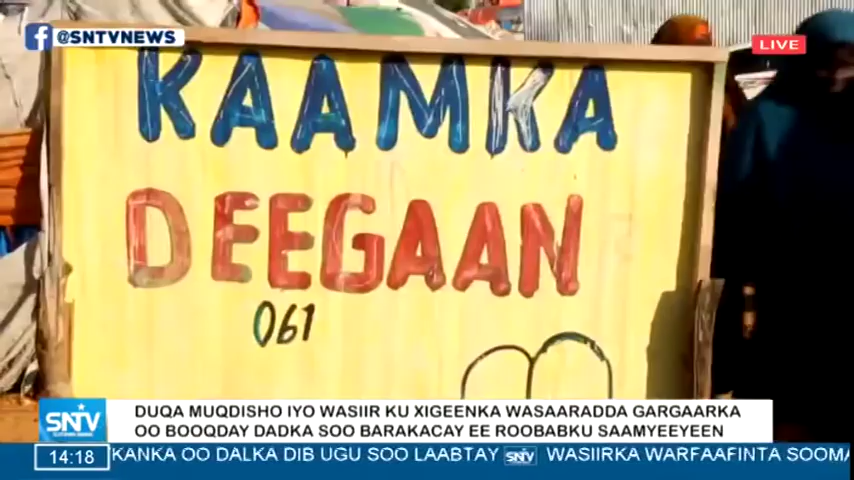 @SNTVNEWS
LIVE
KAAMKA
DEEGAAN
061
DUQA MUQDISHO IYO WASIIR KU XIGEENKA WASAARADDA GARGAARKA
OO BOOQDAY DADKA SOO BARAKACAY EE ROOBABKU SAAMYEEYEEN
SNTV
14:18
KANKA OO DALKA DIB UGU SOO LAABTAY SNTV WASIIRKA WARFAAFINTA SOOMA